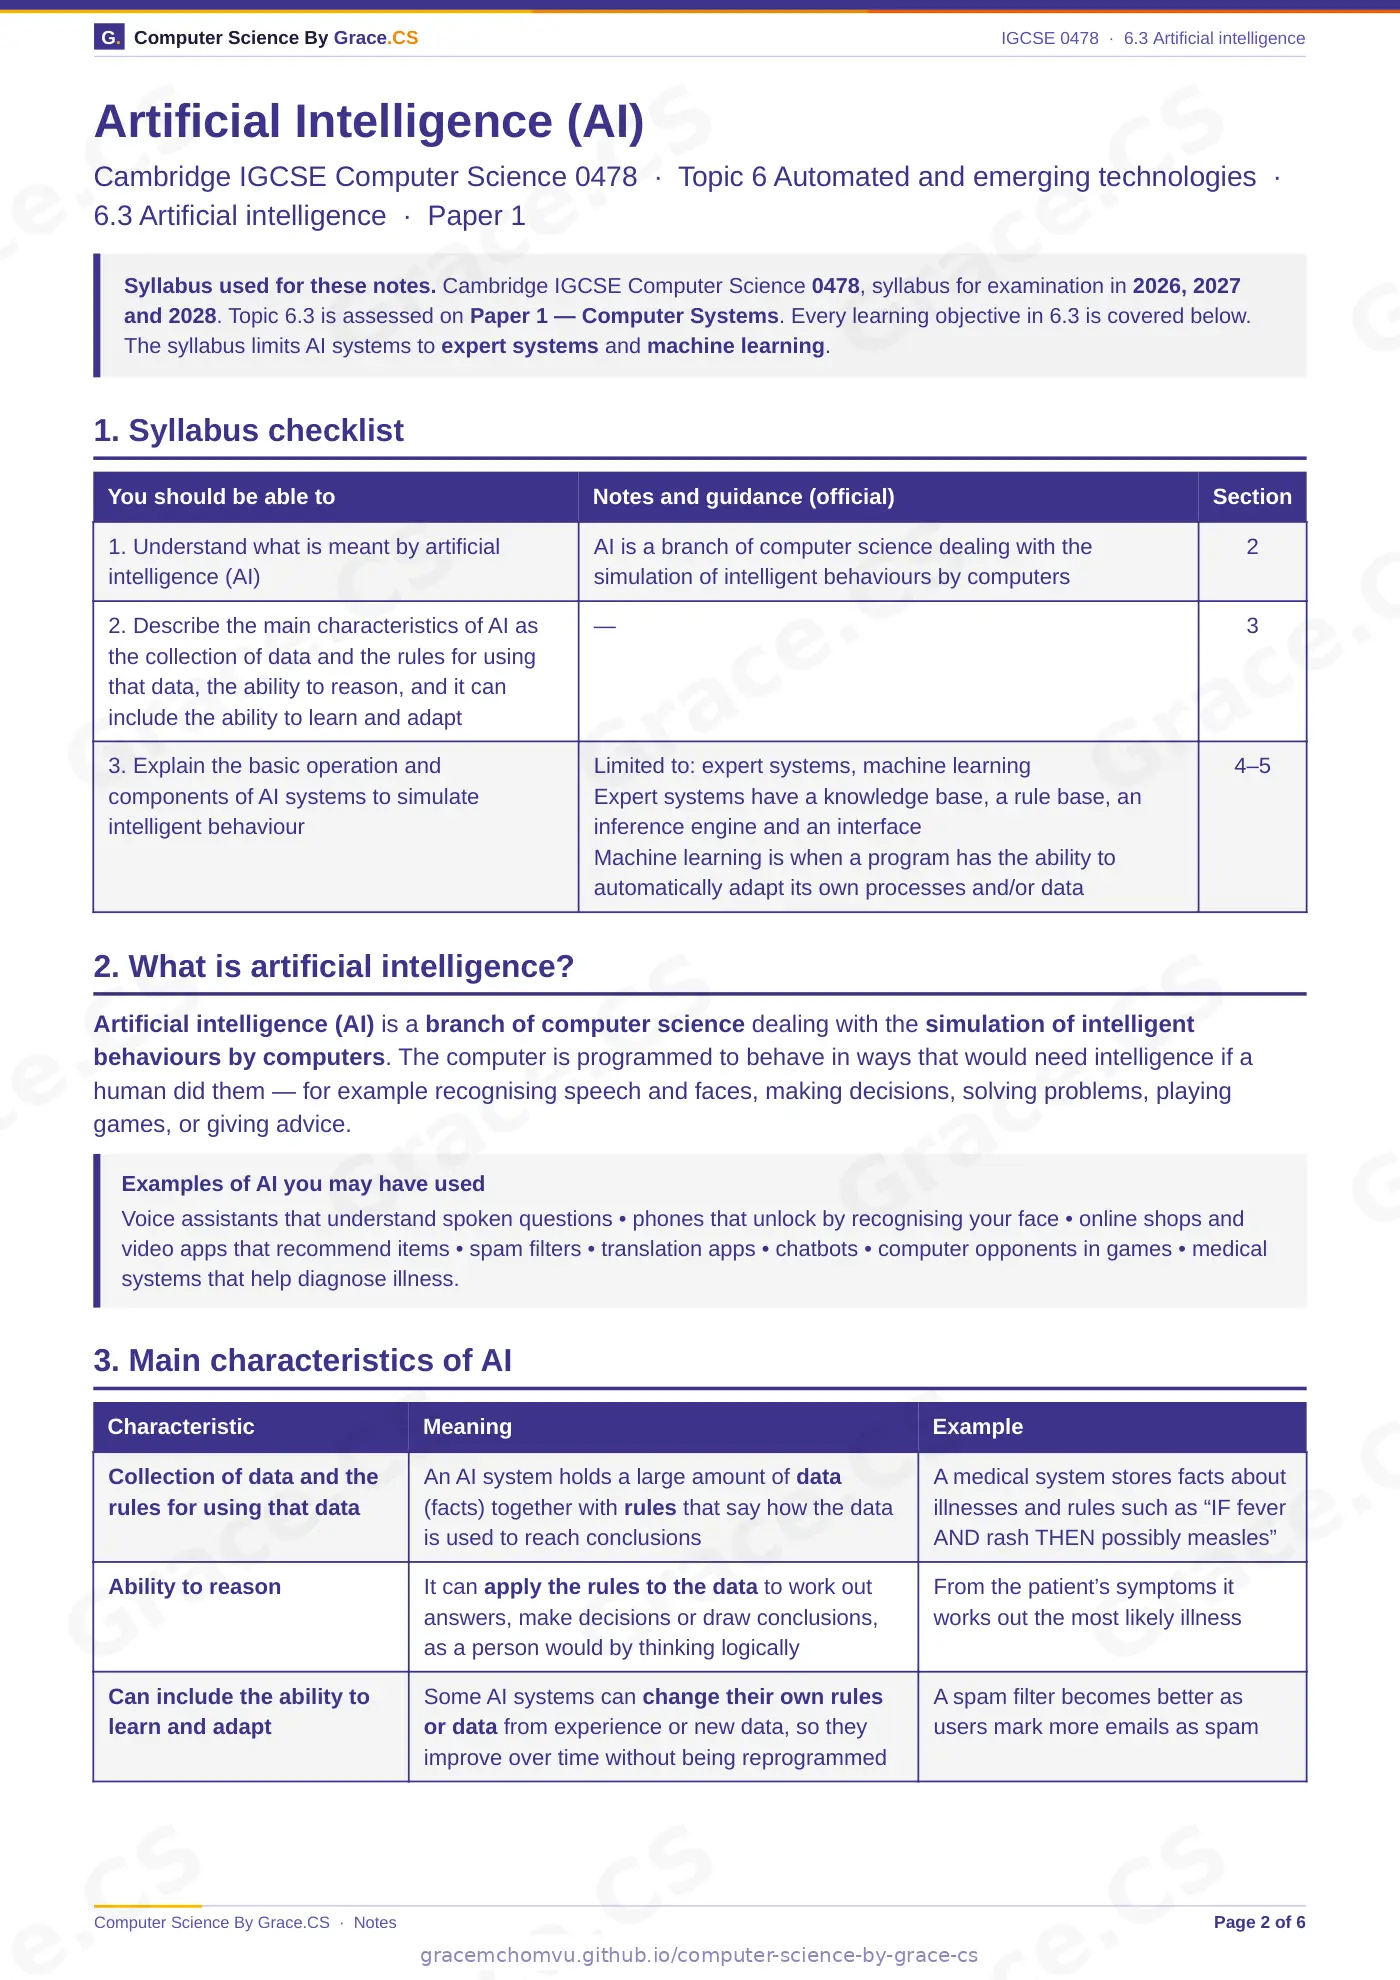 G. Computer Science By Grace.CS
IGCSE 0478 · 6.3 Artificial intelligence
Artificial Intelligence (AI)
Cambridge IGCSE Computer Science 0478 · Topic 6 Automated and emerging technologies ·
6.3 Artificial intelligence · Paper 1
Syllabus used for these notes. Cambridge IGCSE Computer Science 0478, syllabus for examination in 2026, 2027
and 2028. Topic 6.3 is assessed on Paper 1 — Computer Systems. Every learning objective in 6.3 is covered below.
The syllabus limits AI systems to expert systems and machine learning.
1. Syllabus checklist
You should be able to
Notes and guidance (official)
Section
1. Understand what is meant by artificial
intelligence (AI)
AI is a branch of computer science dealing with the
simulation of intelligent behaviours by computers
2
2. Describe the main characteristics of AI as
the collection of data and the rules for using
that data, the ability to reason, and it can
include the ability to learn and adapt
—
3
3. Explain the basic operation and
components of AI systems to simulate
intelligent behaviour
Limited to: expert systems, machine learning
Expert systems have a knowledge base, a rule base, an
inference engine and an interface
Machine learning is when a program has the ability to
automatically adapt its own processes and/or data
4–5
2. What is artificial intelligence?
Artificial intelligence (AI) is a branch of computer science dealing with the simulation of intelligent
behaviours by computers. The computer is programmed to behave in ways that would need intelligence if a
human did them — for example recognising speech and faces, making decisions, solving problems, playing
games, or giving advice.
Examples of AI you may have used
Voice assistants that understand spoken questions • phones that unlock by recognising your face • online shops and
video apps that recommend items • spam filters • translation apps • chatbots • computer opponents in games • medical
systems that help diagnose illness.
3. Main characteristics of AI
Characteristic
Meaning
Example
Collection of data and the
rules for using that data
An AI system holds a large amount of data
(facts) together with rules that say how the data
is used to reach conclusions
A medical system stores facts about
illnesses and rules such as “IF fever
AND rash THEN possibly measles”
Ability to reason
It can apply the rules to the data to work out
answers, make decisions or draw conclusions,
as a person would by thinking logically
From the patient’s symptoms it
works out the most likely illness
Can include the ability to
learn and adapt
Some AI systems can change their own rules
or data from experience or new data, so they
improve over time without being reprogrammed
A spam filter becomes better as
users mark more emails as spam
Computer Science By Grace.CS · Notes
Page 2 of 6
gracemchomvu.github.io/computer-science-by-grace-cs